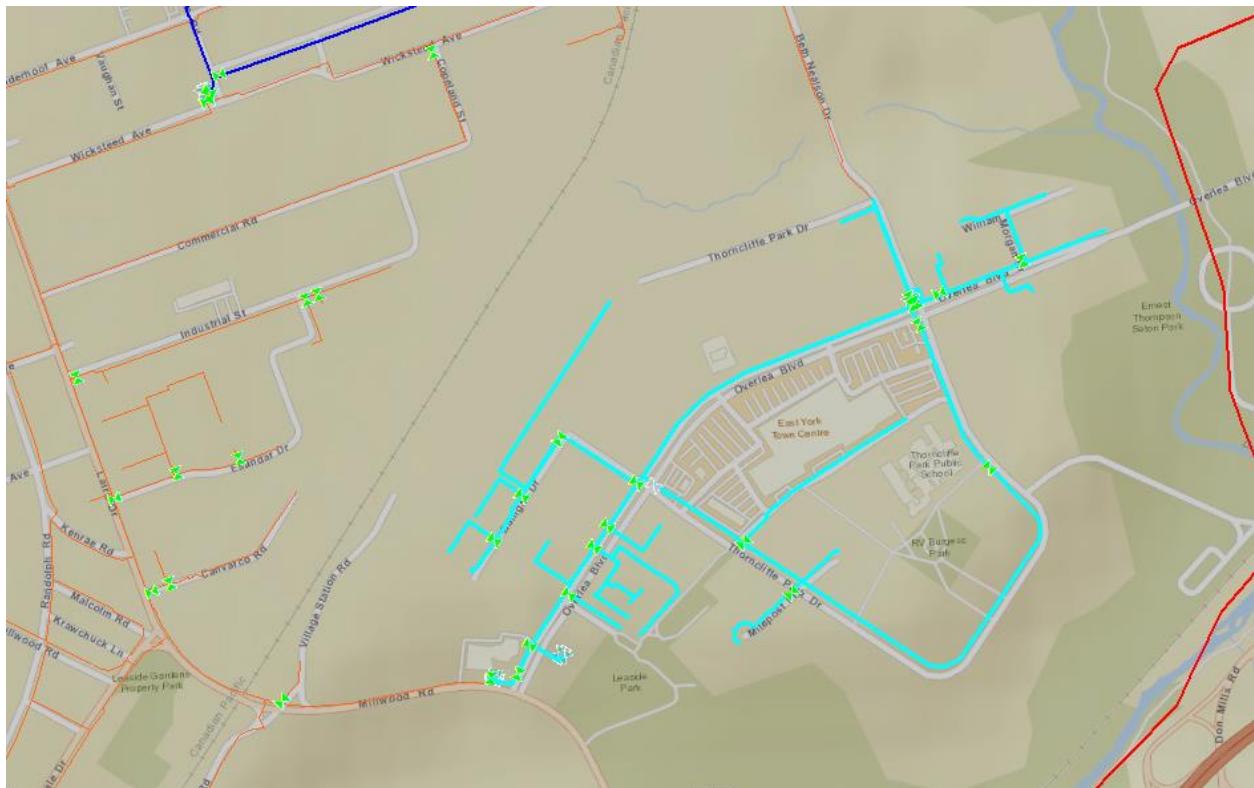 Wicksteed Ave
Canadian
Beth Nealson Dr
Vaughan St
Copeland St
Wicksteed Ave
Overlea Blvd
William
Morgan
Commercial Rd
Thorncliffe Park Dr
Overlea Blvd
Ernest
Thompson
Seton Park
Industrial St
Overlea Blvd
East York
Town Centre
Thorncliffe
Park Public
School
Esandar Dr
Ave
Laird Dr
Kenrae Rd
Canvarco Rd
Randolph Rd
RV Burgess
Park
Thorncliffe Park Dr
Overlea Blvd
Malcolm Rd
Village Station Rd
Milepost Pl
Krawchuck Ln
Leaside Gardens
Property Park
Leaside
Park
Millwood Rd
Canadian Pacific
Don Mills Rd